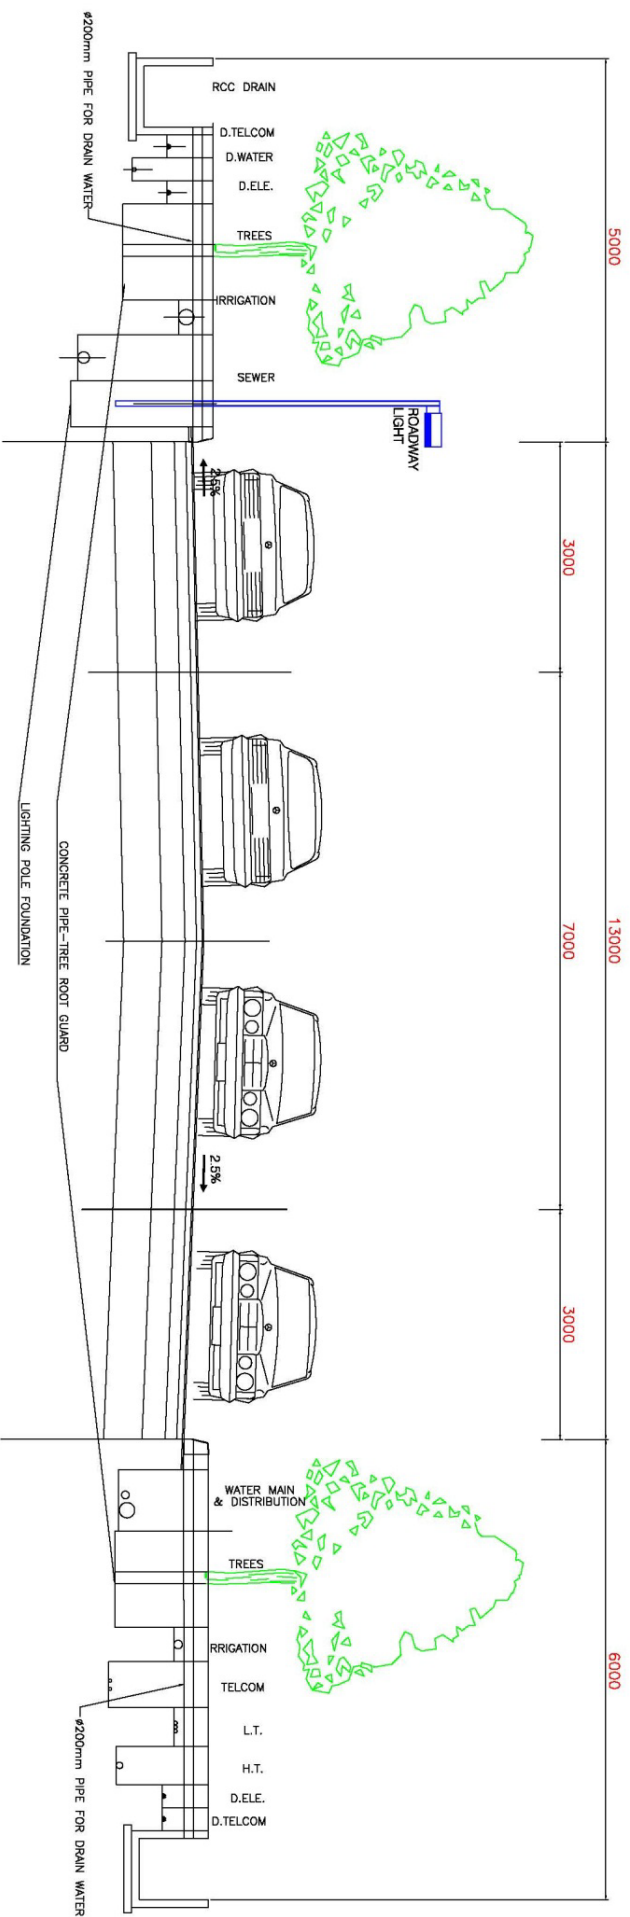 5000
13000
6000
3000
7000
3000
ROADWAY
LIGHT
RCC DRAIN
D.TELCOM
D.WATER
D.ELE.
TREES
IRRIGATION
SEWER
2.5%
2.5%
WATER MAIN
& DISTRIBUTION
TREES
RRIGATION
TELCOM
L.T.
H.T.
D.ELE.
D.TELCOM
ø200mm PIPE FOR DRAIN WATER
CONCRETE PIPE-TREE ROOT GUARD
LIGHTING POLE FOUNDATION
ø200mm PIPE FOR DRAIN WATER